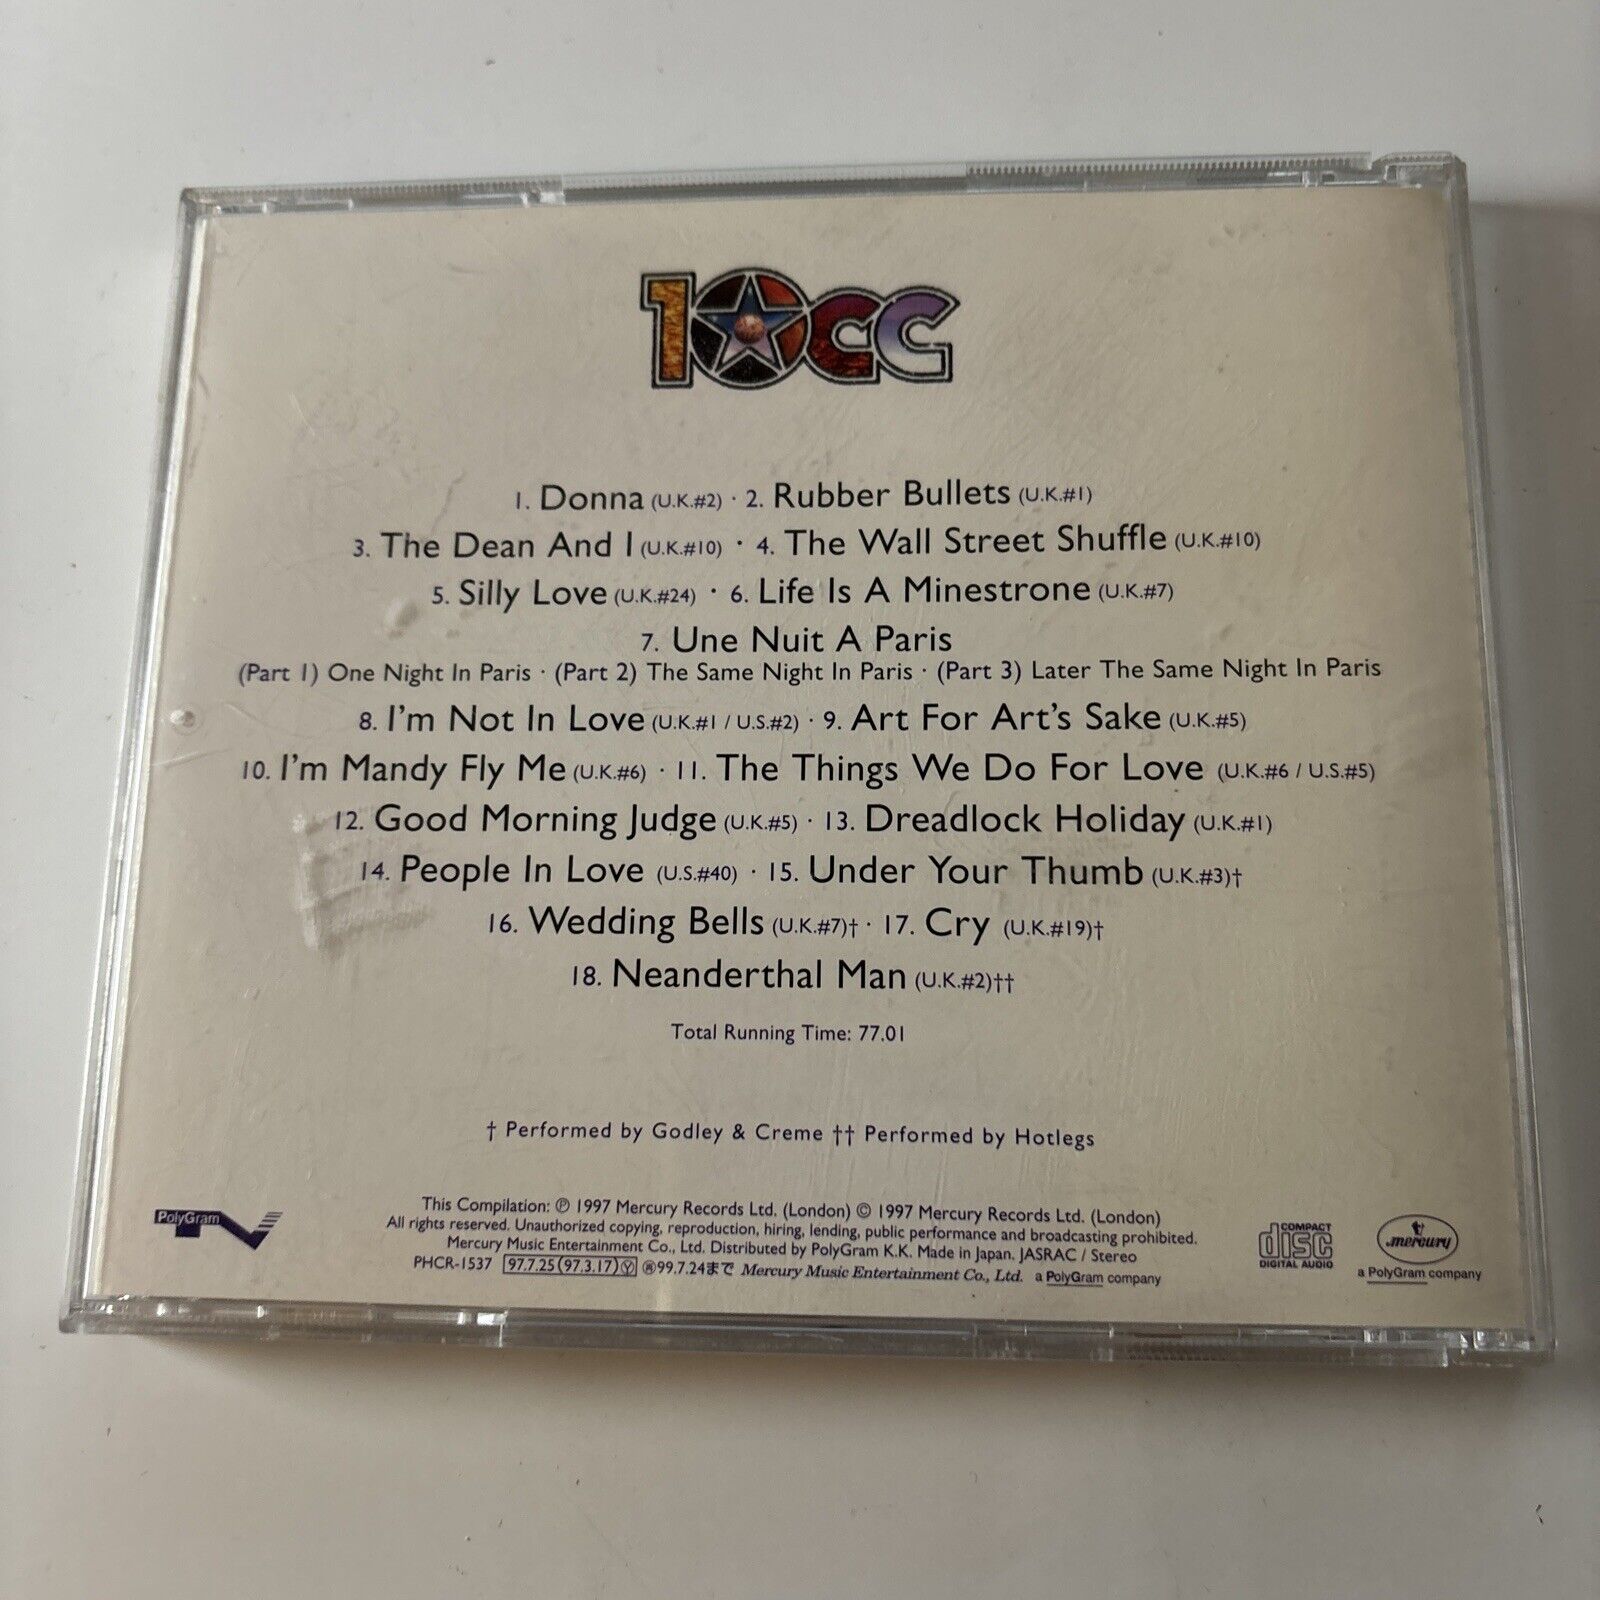 10CC
1. Donna (U.K.#2) · 2. Rubber Bullets (U.K.#1)
3. The Dean And I (U.K.#10) · 4. The Wall Street Shuffle (U.K.#10)
5. Silly Love (U.K.#24) · 6. Life Is A Minestrone (U.K.#7)
7. Une Nuit A Paris
(Part 1) One Night In Paris · (Part 2) The Same Night In Paris · (Part 3) Later The Same Night In Paris
8. I'm Not In Love (U.K.#1 / U.S.#2) · 9. Art For Art's Sake (U.K.#5)
10. I'm Mandy Fly Me (U.K.#6) · 11. The Things We Do For Love (U.K.#6 / U.S.#5)
12. Good Morning Judge (U.K.#5) · 13. Dreadlock Holiday (U.K.#1)
14. People In Love (U.S.#40) · 15. Under Your Thumb (U.K.#3)†
16. Wedding Bells (U.K.#7)† · 17. Cry (U.K.#19)†
18. Neanderthal Man (U.K.#2)††
Total Running Time: 77.01
† Performed by Godley & Creme †† Performed by Hotlegs
PolyGram TV
This Compilation: ℗ 1997 Mercury Records Ltd. (London) © 1997 Mercury Records Ltd. (London)
All rights reserved. Unauthorized copying, reproduction, hiring, lending, public performance and broadcasting prohibited.
Mercury Music Entertainment Co., Ltd. Distributed by PolyGram K.K. Made in Japan. JASRAC / Stereo
PHCR-1537 97.7.25 (97.3.17) Ⓨ 99.7.24まで Mercury Music Entertainment Co., Ltd. a PolyGram company
COMPACT
disc
DIGITAL AUDIO
mercury
a PolyGram company